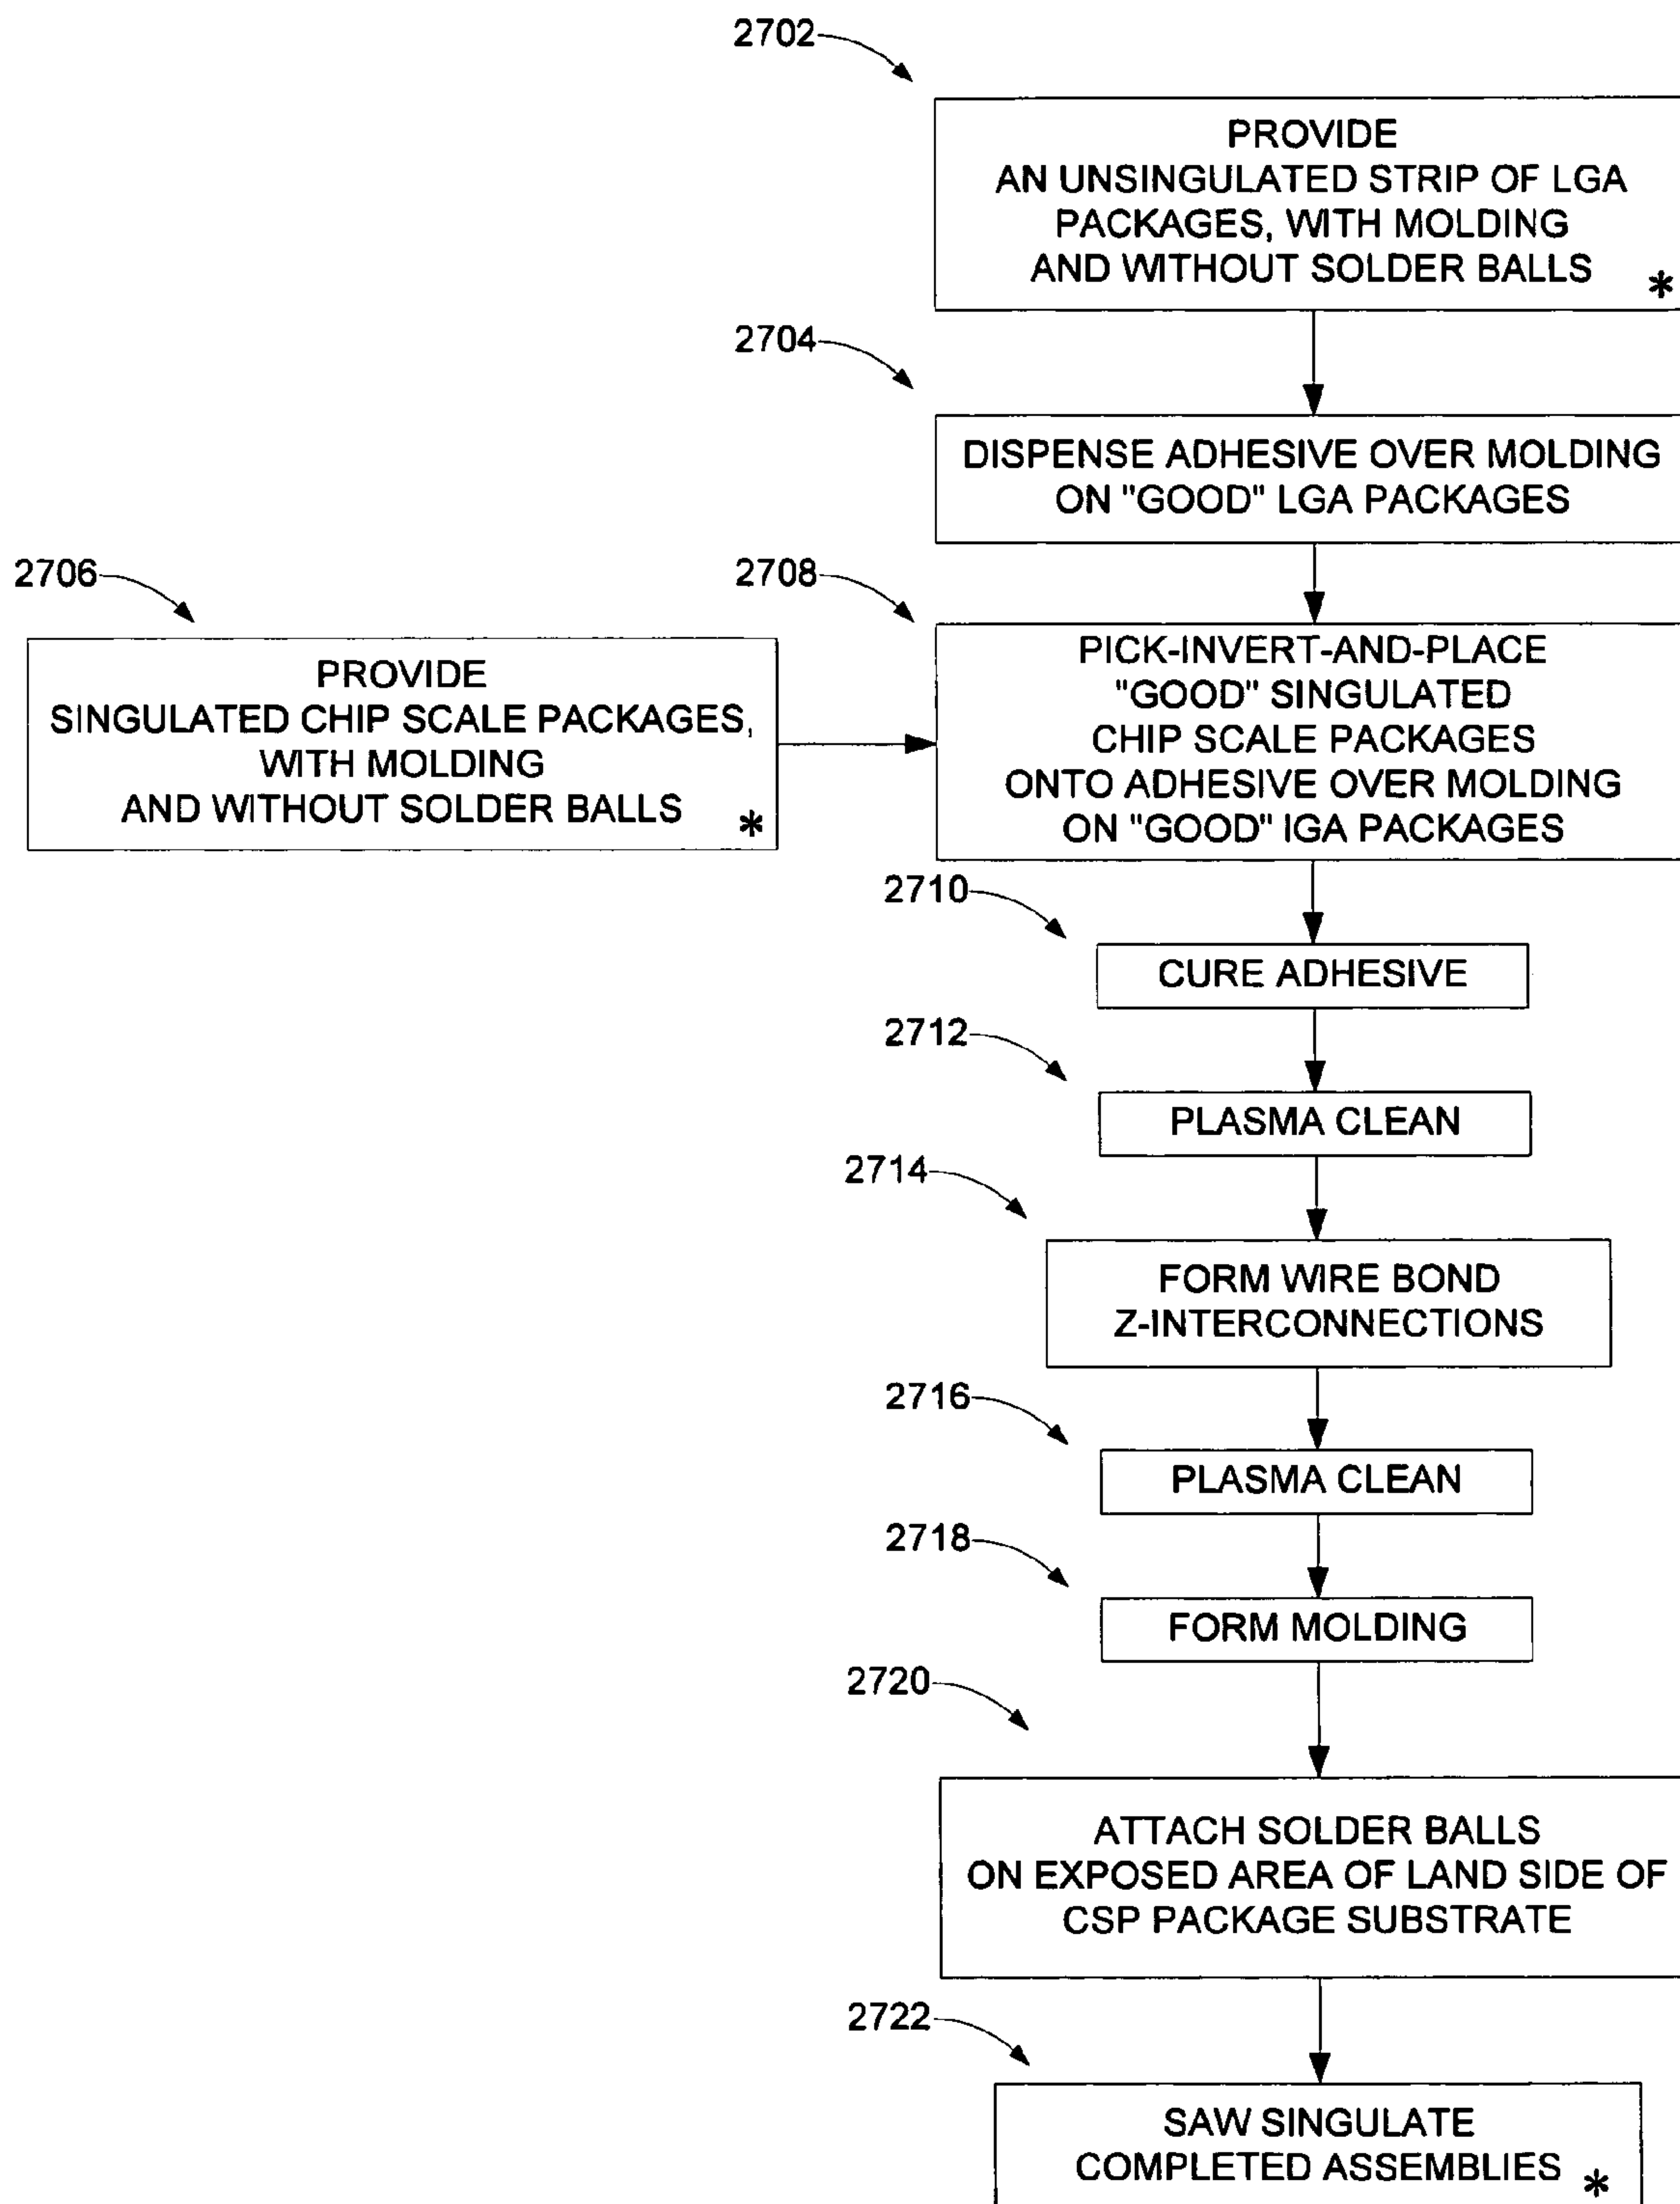 2702
PROVIDE
AN UNSINGULATED STRIP OF LGA
PACKAGES, WITH MOLDING
AND WITHOUT SOLDER BALLS
*
2704
DISPENSE ADHESIVE OVER MOLDING
ON "GOOD" LGA PACKAGES
2706
PROVIDE
SINGULATED CHIP SCALE PACKAGES,
WITH MOLDING
AND WITHOUT SOLDER BALLS
*
2708
PICK-INVERT-AND-PLACE
"GOOD" SINGULATED
CHIP SCALE PACKAGES
ONTO ADHESIVE OVER MOLDING
ON "GOOD" lGA PACKAGES
2710
CURE ADHESIVE
2712
PLASMA CLEAN
2714
FORM WIRE BOND
Z-INTERCONNECTIONS
2716
PLASMA CLEAN
2718
FORM MOLDING
2720
ATTACH SOLDER BALLS
ON EXPOSED AREA OF LAND SIDE OF
CSP PACKAGE SUBSTRATE
2722
SAW SINGULATE
COMPLETED ASSEMBLIES
*